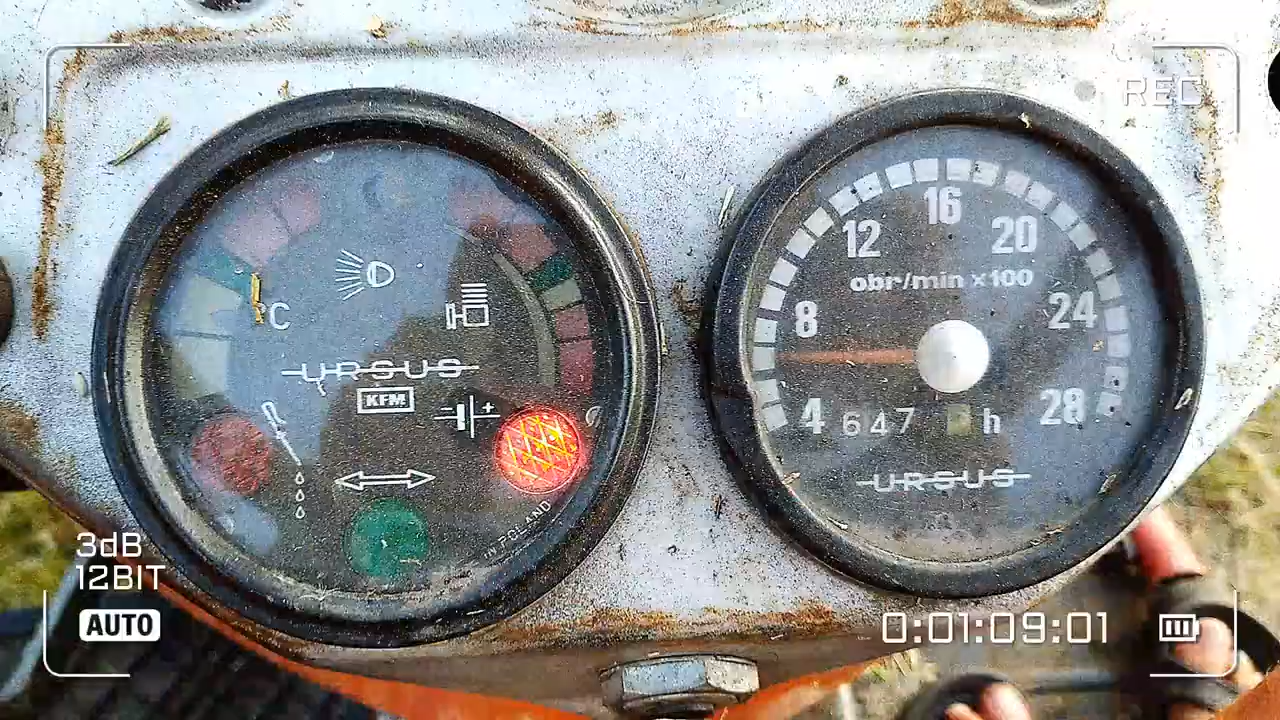 REC
16
12
20
obr/min x100
8
24
C
URSUS
KFM
4
647 h
28
URSUS
IN POLAND
3dB
12BIT
AUTO
0:01:09:01